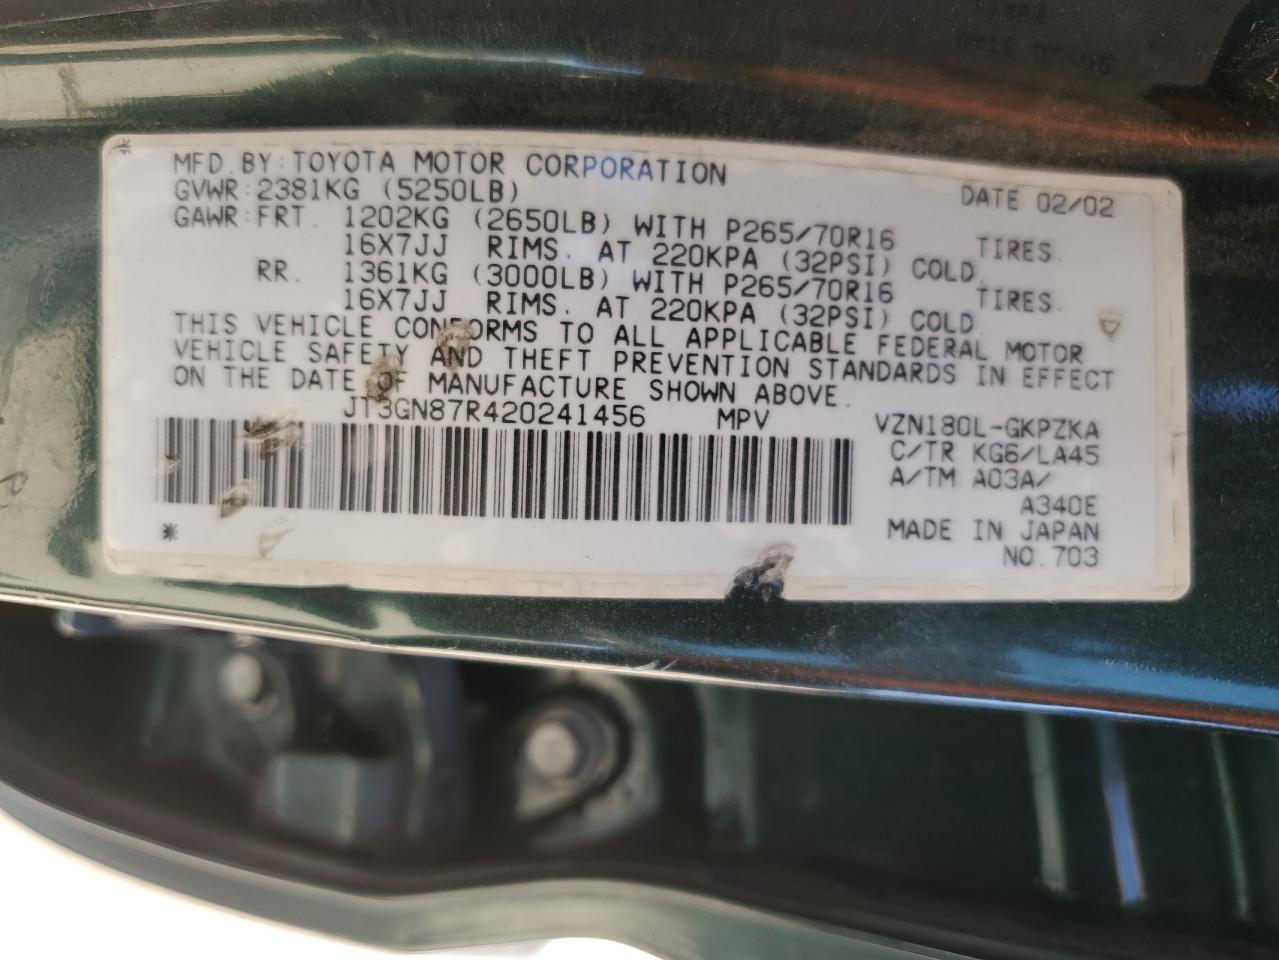 MFD. BY: TOYOTA MOTOR CORPORATION DATE 02/02
GVWR: 2381KG (5250LB)
GAWR: FRT. 1202KG (2650LB) WITH P265/70R16 TIRES.
16X7JJ RIMS. AT 220KPA (32PSI) COLD.
RR. 1361KG (3000LB) WITH P265/70R16 TIRES.
16X7JJ RIMS. AT 220KPA (32PSI) COLD.
THIS VEHICLE CONFORMS TO ALL APPLICABLE FEDERAL MOTOR
VEHICLE SAFETY AND THEFT PREVENTION STANDARDS IN EFFECT
ON THE DATE OF MANUFACTURE SHOWN ABOVE.
JT3GN87R420241456 MPV VZN180L-GKPZKA
C/TR KG6/LA45
A/TM A03A/
A340E
MADE IN JAPAN
NO. 703